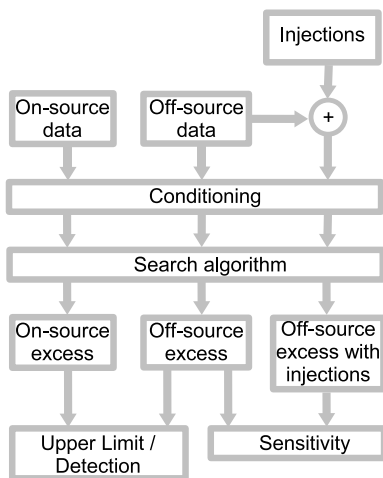 Injections
On-source
data
Off-source
data
+
Conditioning
Search algorithm
On-source
excess
Off-source
excess
Off-source
excess with
injections
Upper Limit /
Detection
Sensitivity